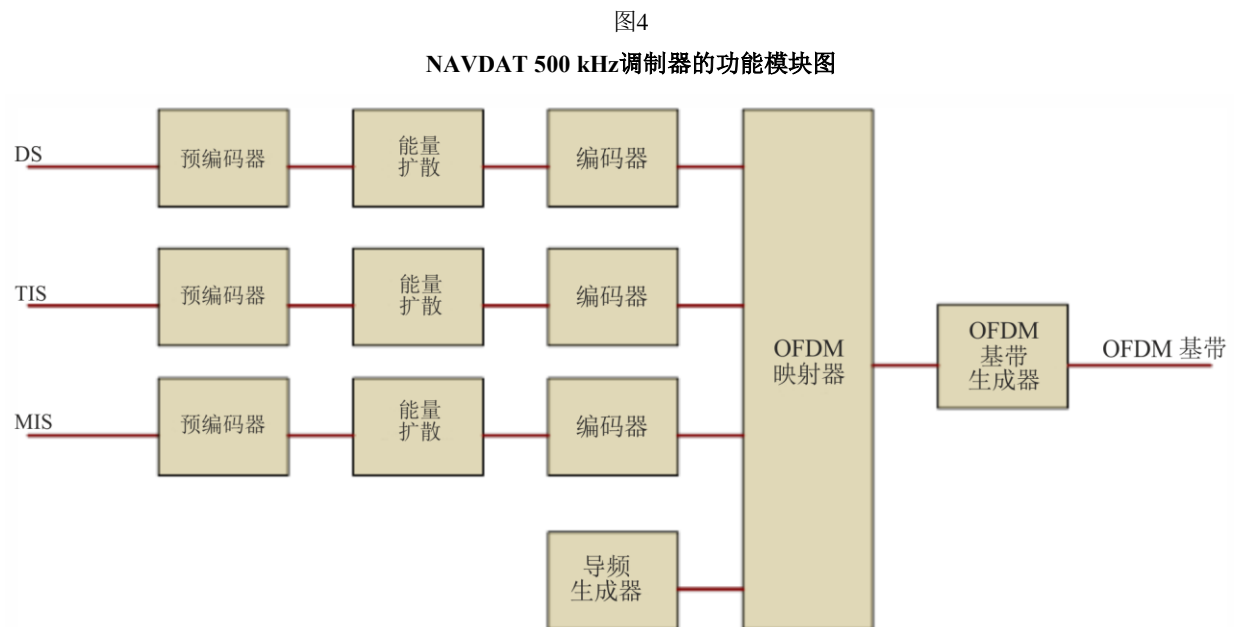 图4
NAVDAT 500 kHz调制器的功能模块图
DS
预编码器
能量
扩散
编码器
TIS
预编码器
能量
扩散
编码器
OFDM
映射器
OFDM
基带
生成器
OFDM 基带
MIS
预编码器
能量
扩散
编码器
导频
生成器